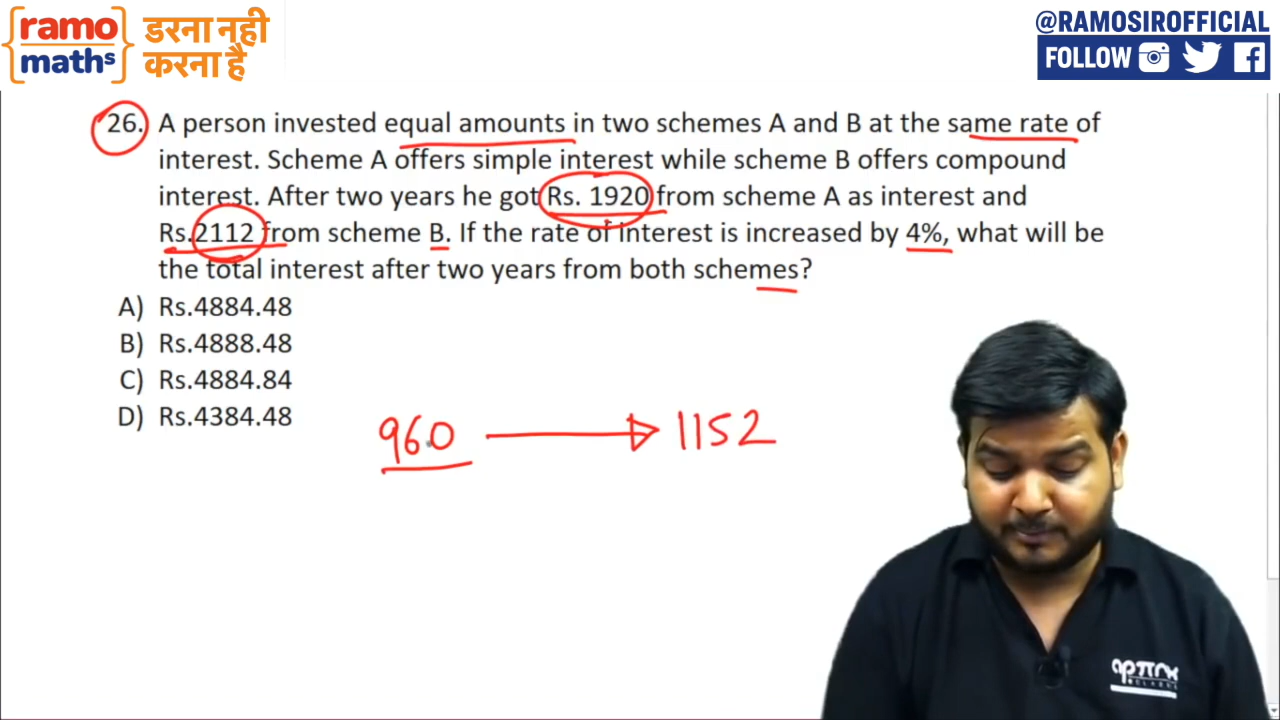 ramo
maths
डरना नही
करना है
@RAMOSIROFFICIAL
FOLLOW
26. A person invested equal amounts in two schemes A and B at the same rate of
interest. Scheme A offers simple interest while scheme B offers compound
interest. After two years he got Rs. 1920 from scheme A as interest and
Rs.2112 from scheme B. If the rate of interest is increased by 4%, what will be
the total interest after two years from both schemes?
A) Rs.4884.48
B) Rs.4888.48
C) Rs.4884.84
D) Rs.4384.48
960 → 1152